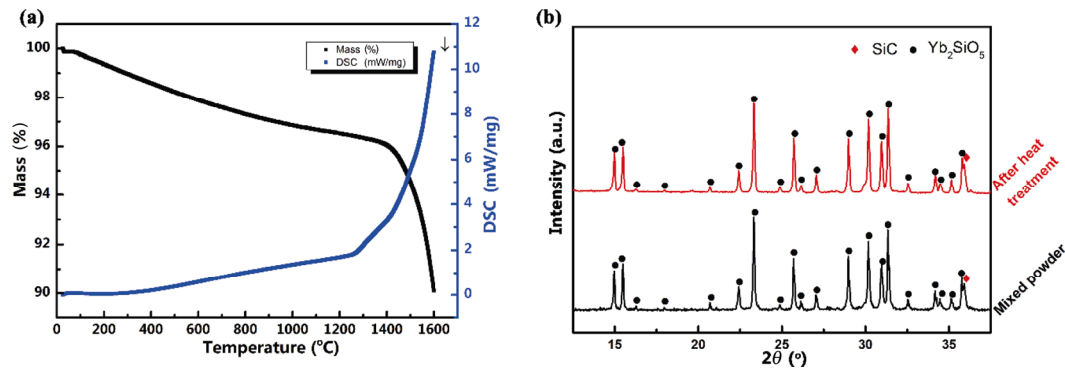 (a)
Mass (%)
DSC (mW/mg)
↓
100
98
96
94
92
90
Mass (%)
12
10
8
6
4
2
0
DSC (mW/mg)
0
200
400
600
800
1000
1200
1400
1600
Temperature (°C)
(b)
SiC
Yb₂SiO₅
Intensity (a.u.)
After heat
treatment
Mixed powder
15
20
25
30
35
2θ (°)